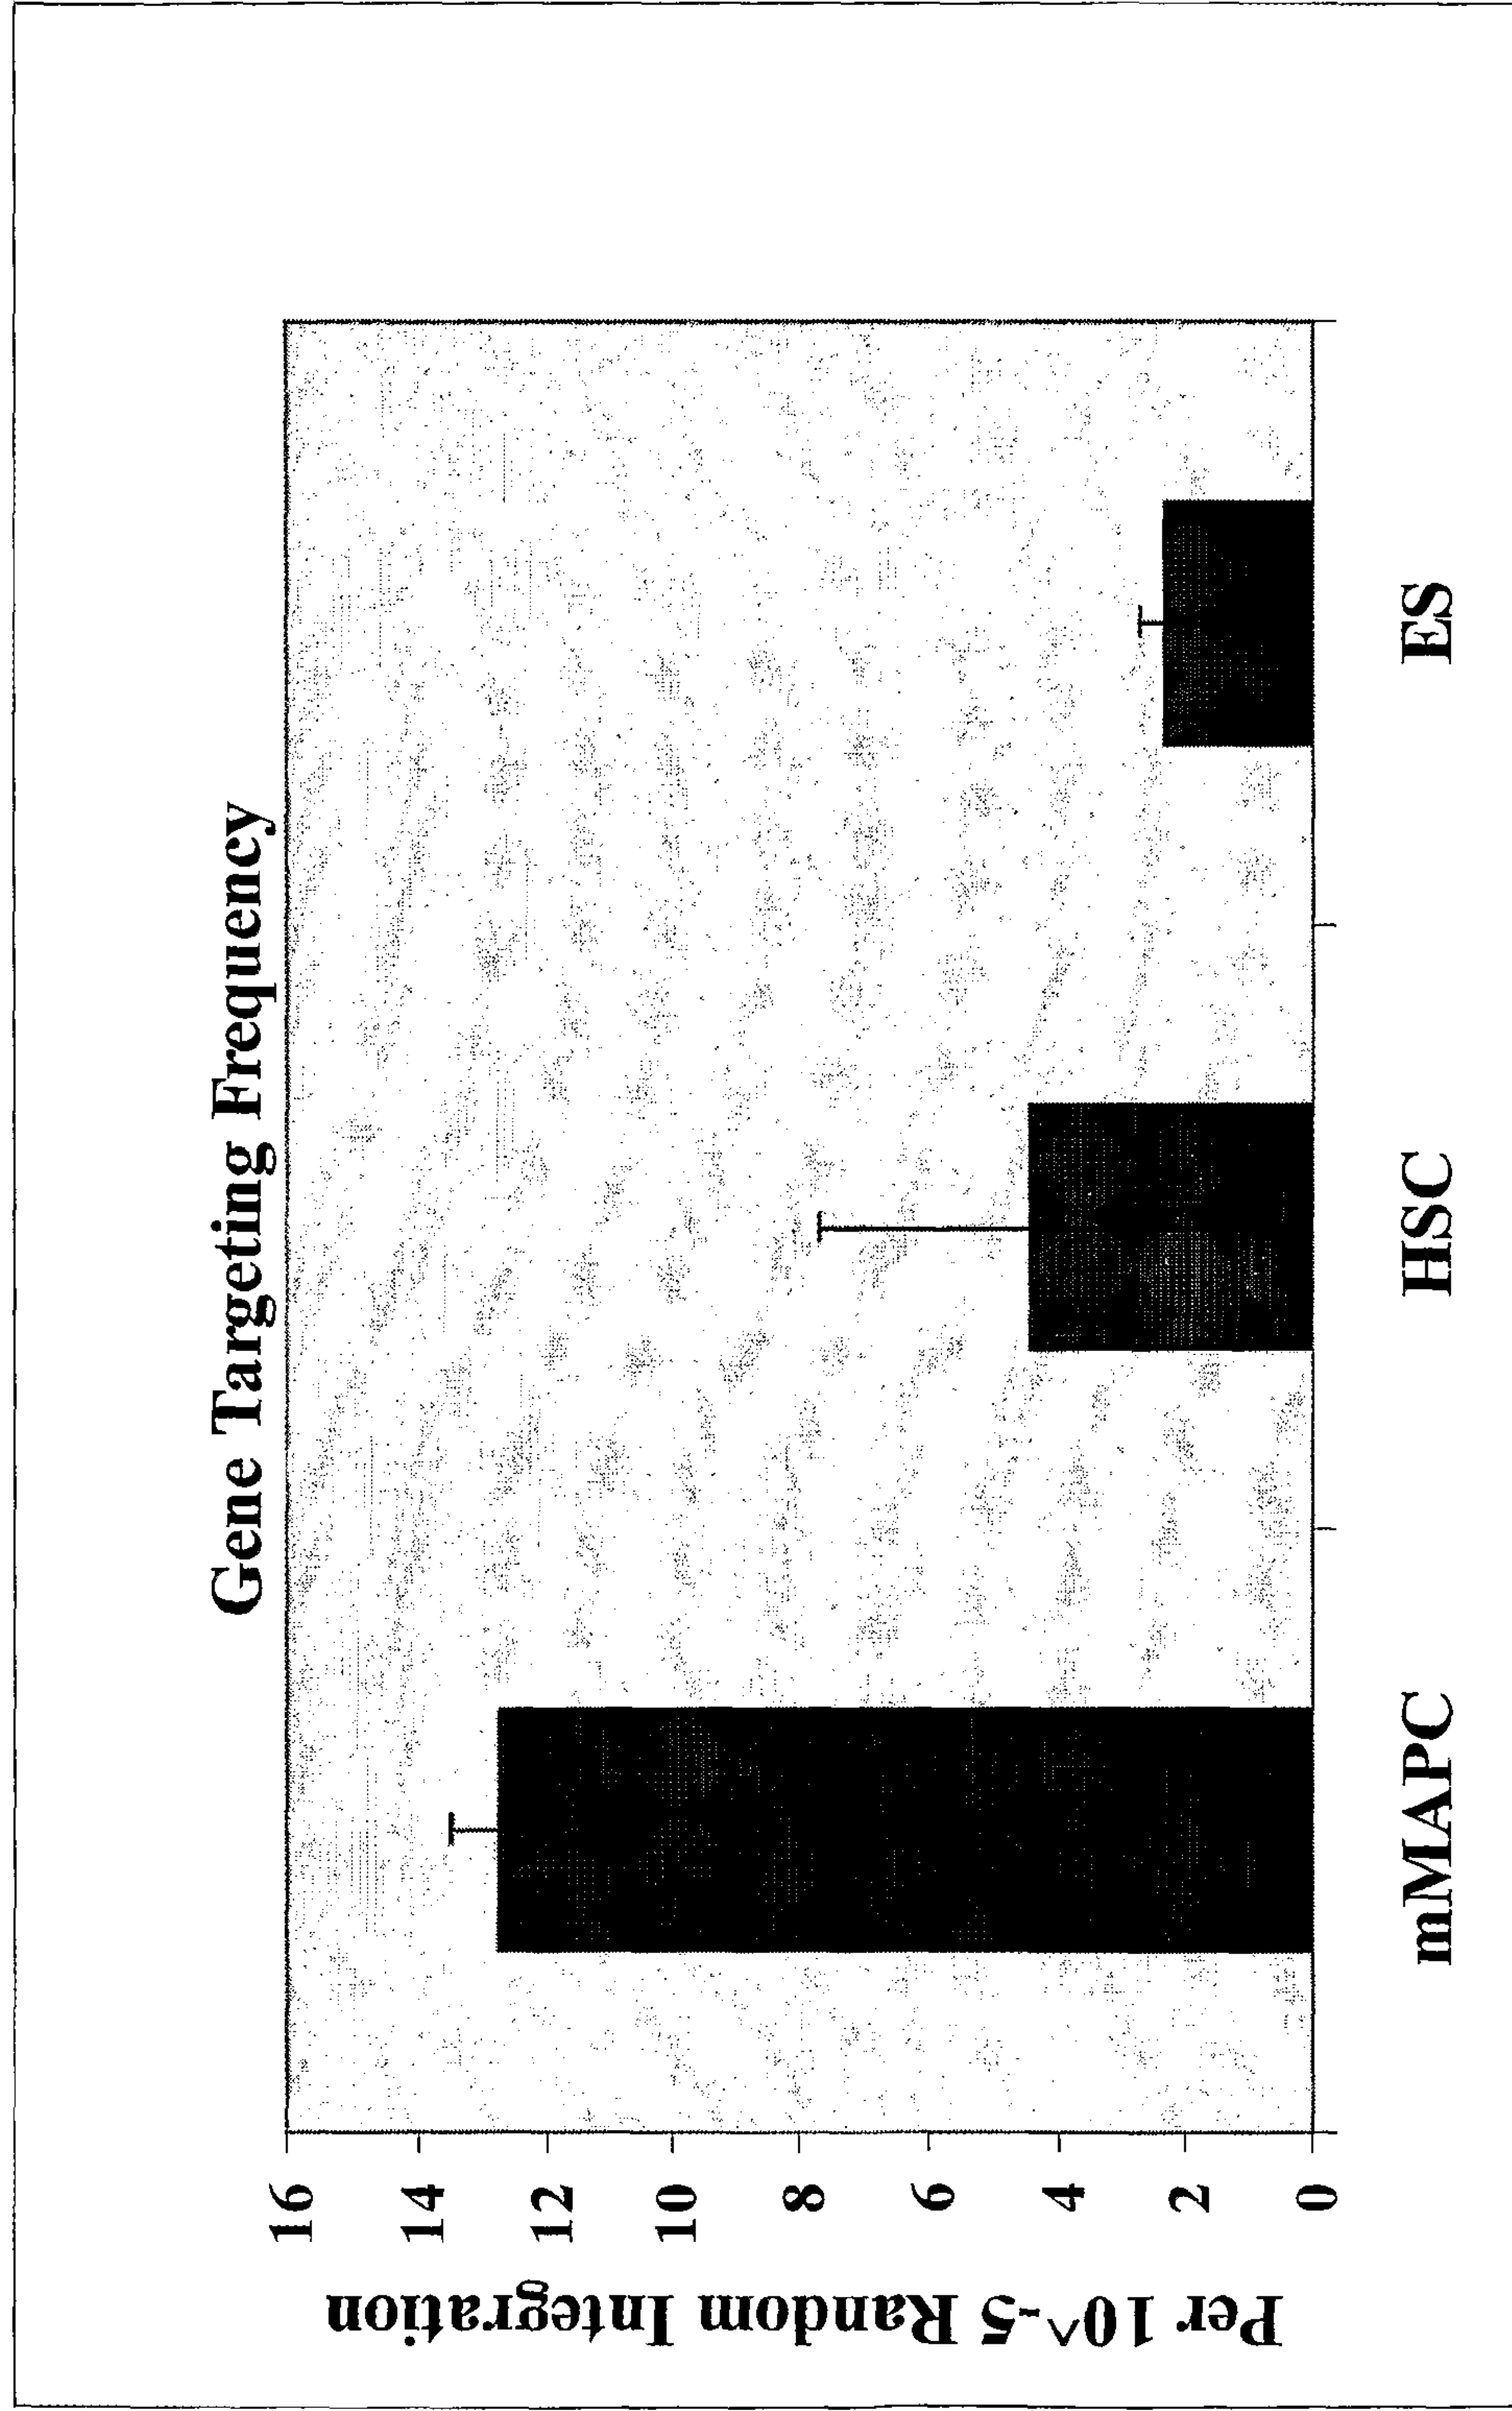 Gene Targeting Frequency
Per 10^-5 Random Integration
16
14
12
10
8
6
4
2
0
mMAPC
HSC
ES